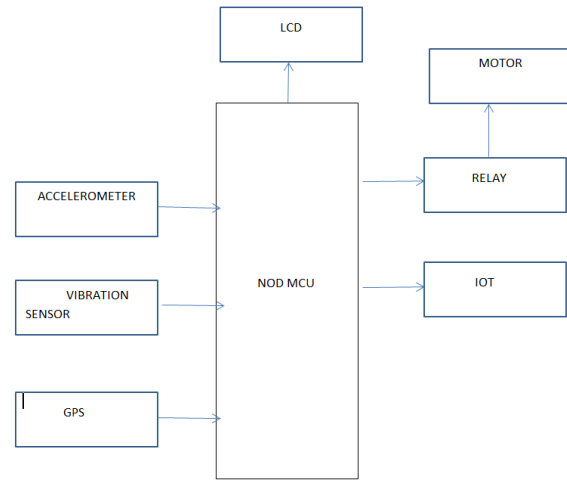 LCD
MOTOR
ACCELEROMETER
RELAY
VIBRATION
SENSOR
NOD MCU
IOT
GPS